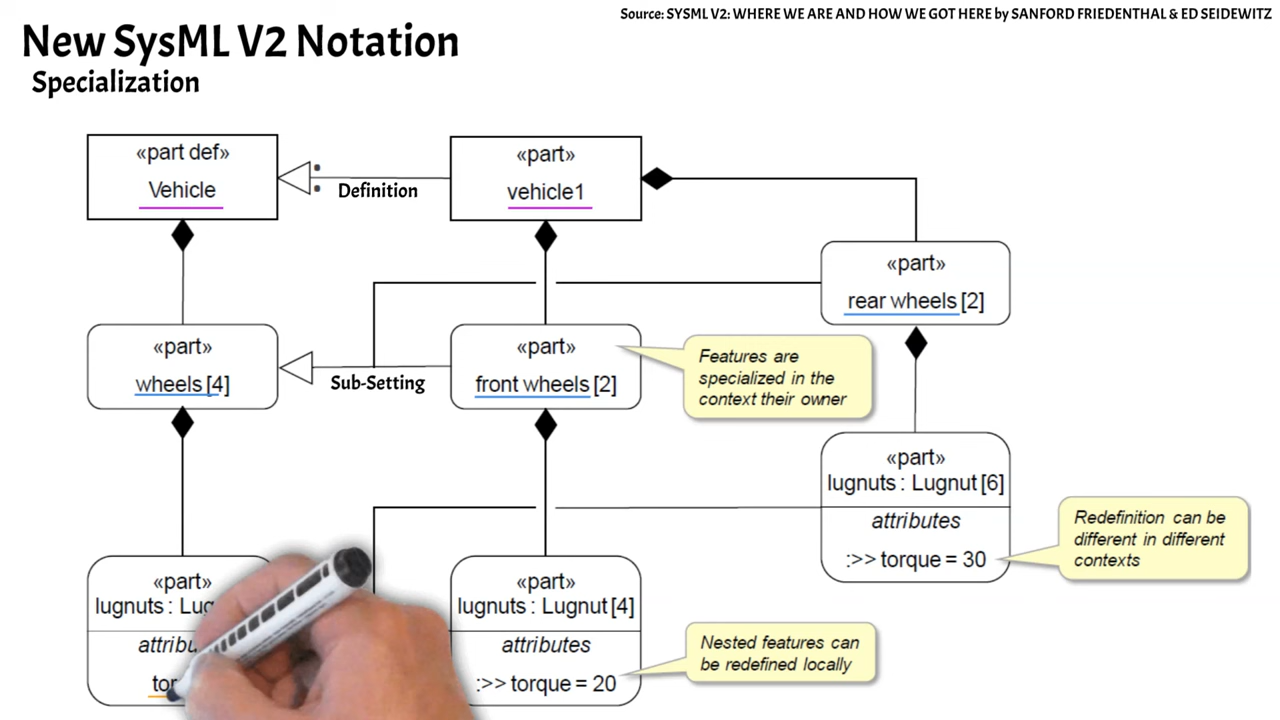 Source: SYSML V2: WHERE WE ARE AND HOW WE GOT HERE by SANFORD FRIEDENTHAL & ED SEIDEWITZ
New SysML V2 Notation
Specialization
«part def»
Vehicle
Definition
«part»
vehicle1
«part»
rear wheels [2]
«part»
wheels [4]
Sub-Setting
«part»
front wheels [2]
Features are
specialized in the
context their owner
«part»
lugnuts : Lugnut [6]
attributes
:>> torque = 30
Redefinition can be
different in different
contexts
«part»
lugnuts :
«part»
lugnuts : Lugnut [4]
attributes
:>> torque = 20
Nested features can
be redefined locally